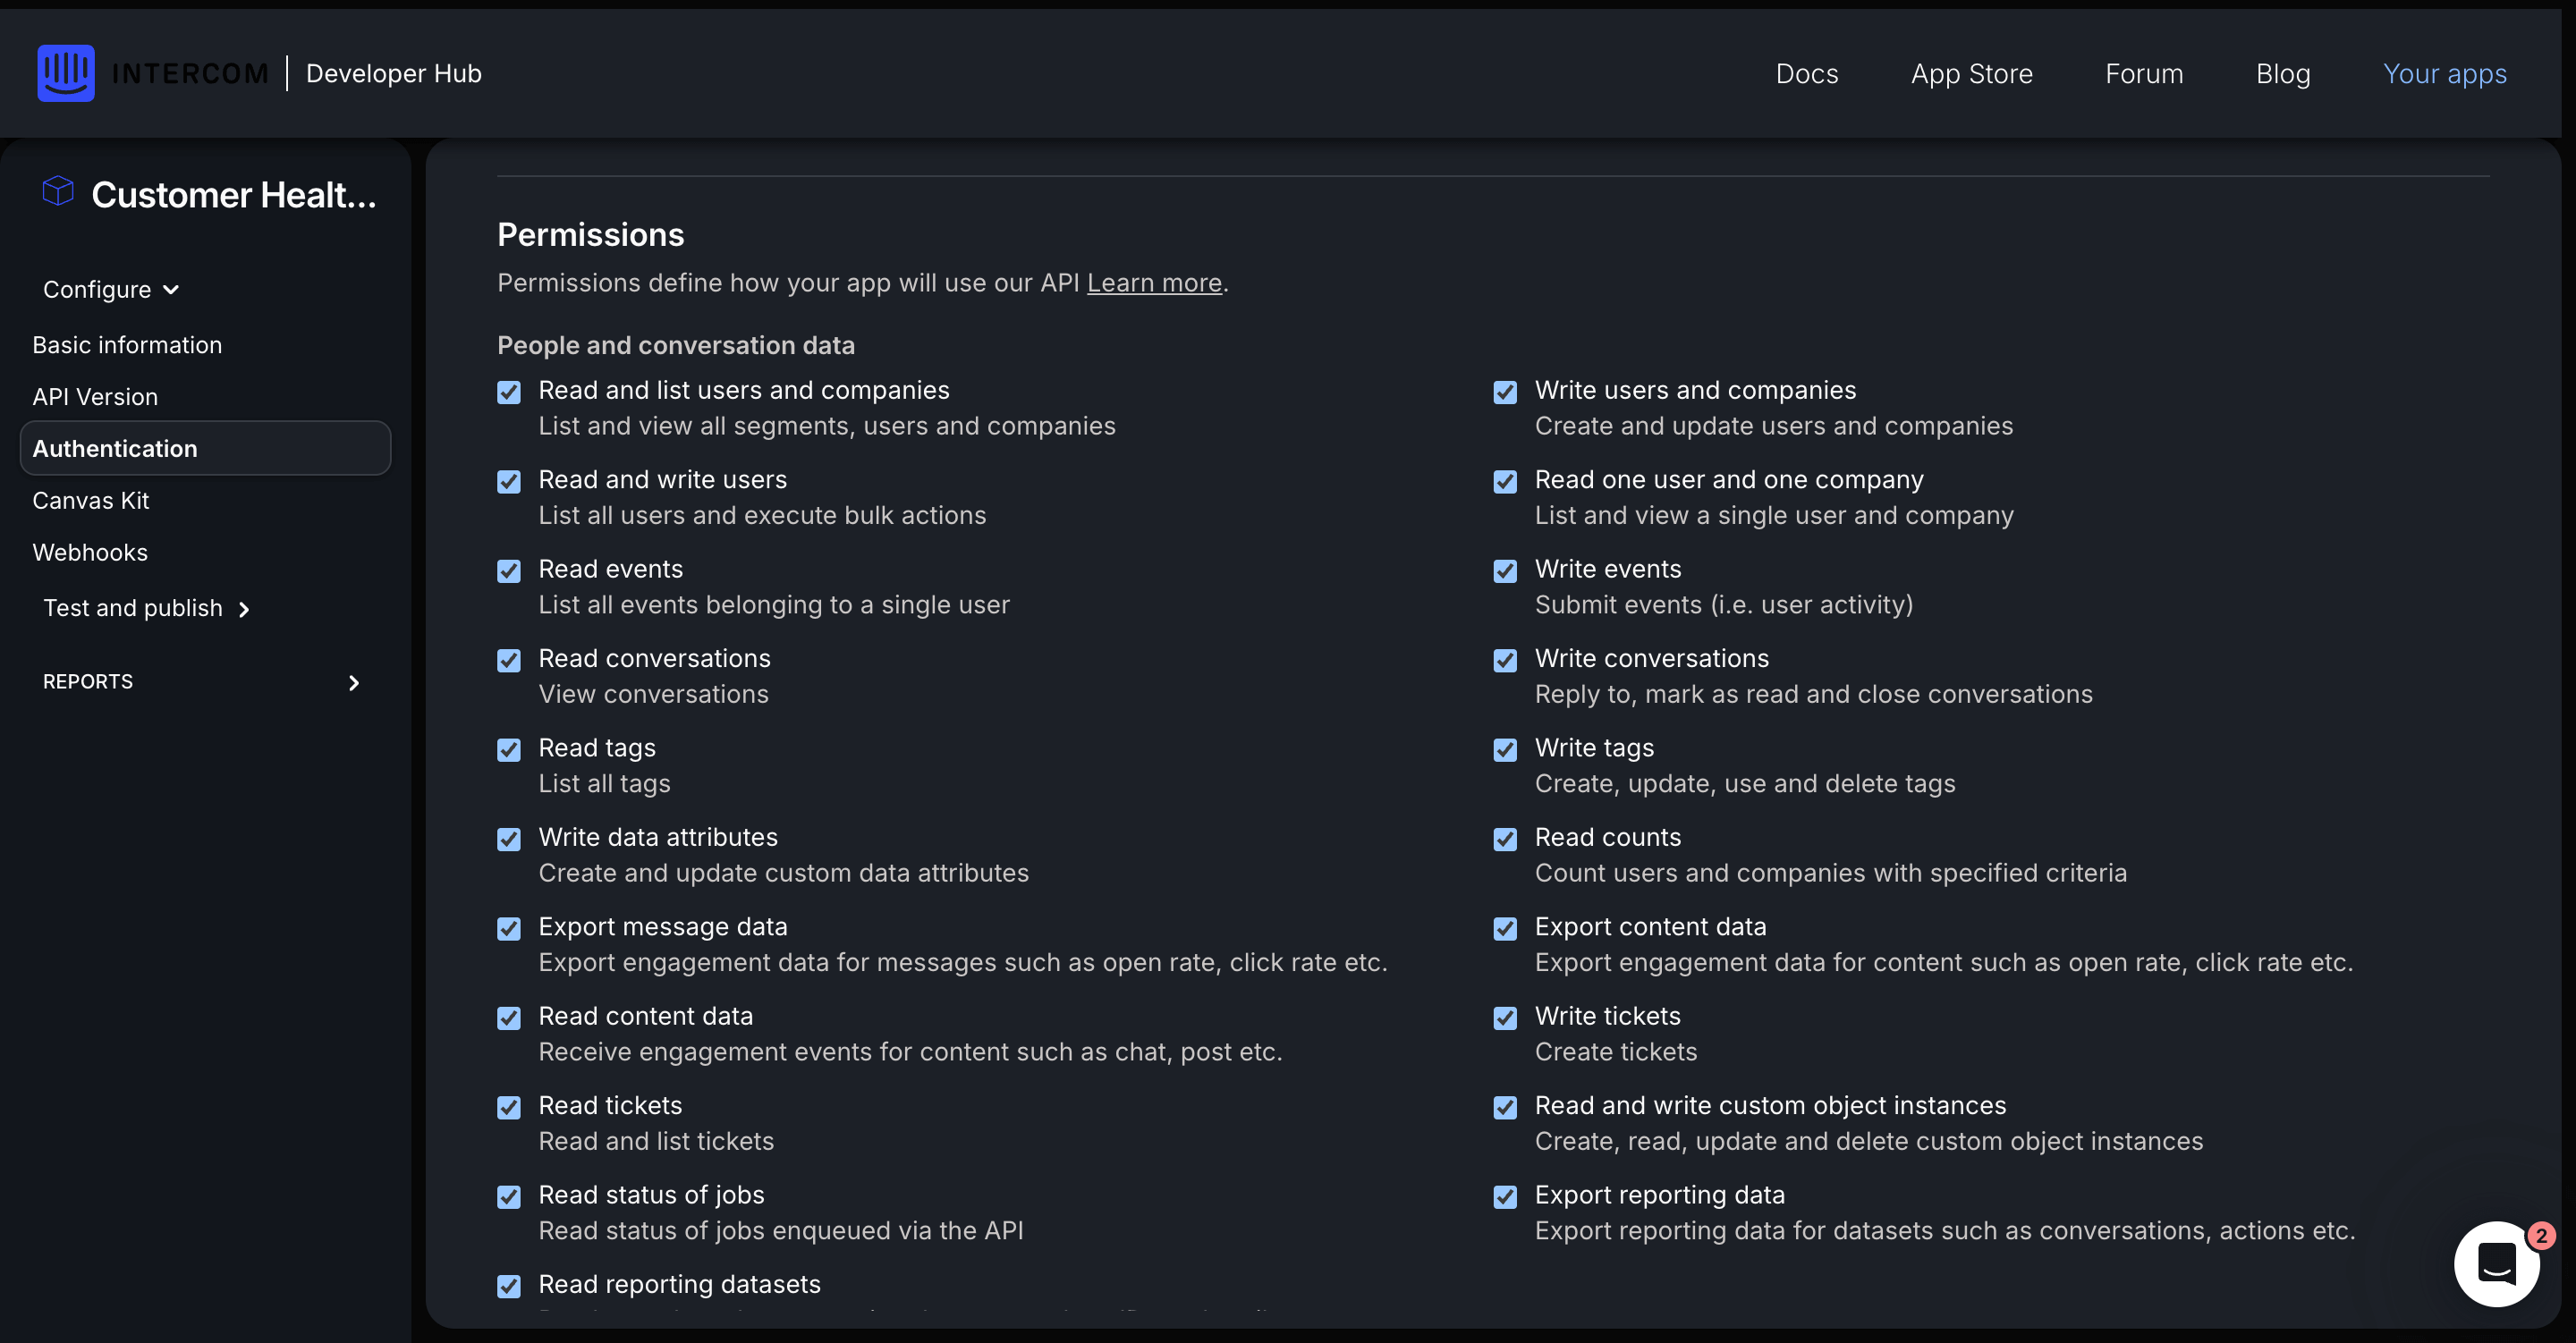 INTERCOM
Developer Hub
Docs
App Store
Forum
Blog
Your apps
Customer Healt...
Configure
Basic information
API Version
Authentication
Canvas Kit
Webhooks
Test and publish
REPORTS
Permissions
Permissions define how your app will use our API Learn more.
People and conversation data
Read and list users and companies
List and view all segments, users and companies
Write users and companies
Create and update users and companies
Read and write users
List all users and execute bulk actions
Read one user and one company
List and view a single user and company
Read events
List all events belonging to a single user
Write events
Submit events (i.e. user activity)
Read conversations
View conversations
Write conversations
Reply to, mark as read and close conversations
Read tags
List all tags
Write tags
Create, update, use and delete tags
Write data attributes
Create and update custom data attributes
Read counts
Count users and companies with specified criteria
Export message data
Export engagement data for messages such as open rate, click rate etc.
Export content data
Export engagement data for content such as open rate, click rate etc.
Read content data
Receive engagement events for content such as chat, post etc.
Write tickets
Create tickets
Read tickets
Read and list tickets
Read and write custom object instances
Create, read, update and delete custom object instances
Read status of jobs
Read status of jobs enqueued via the API
Export reporting data
Export reporting data for datasets such as conversations, actions etc.
Read reporting datasets
2